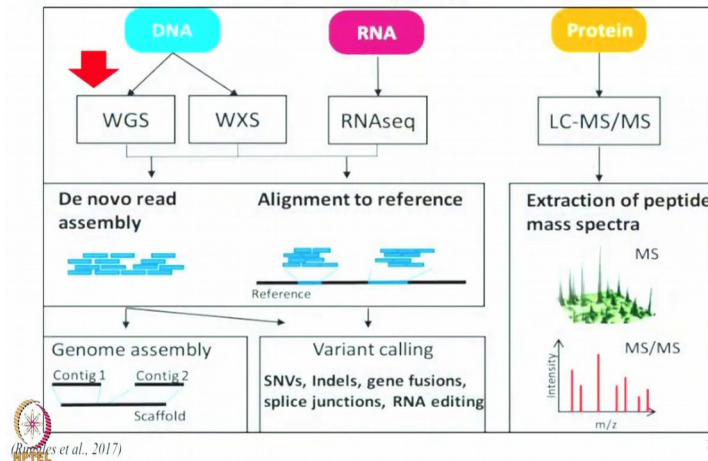 DNA
RNA
Protein
WGS
WXS
RNAseq
LC-MS/MS
De novo read
assembly
Alignment to reference
Reference
Extraction of peptide
mass spectra
MS
MS/MS
Intensity
m/z
Genome assembly
Contig 1
Contig 2
Scaffold
Variant calling
SNVs, Indels, gene fusions,
splice junctions, RNA editing
et al., 2017)
NPTEL